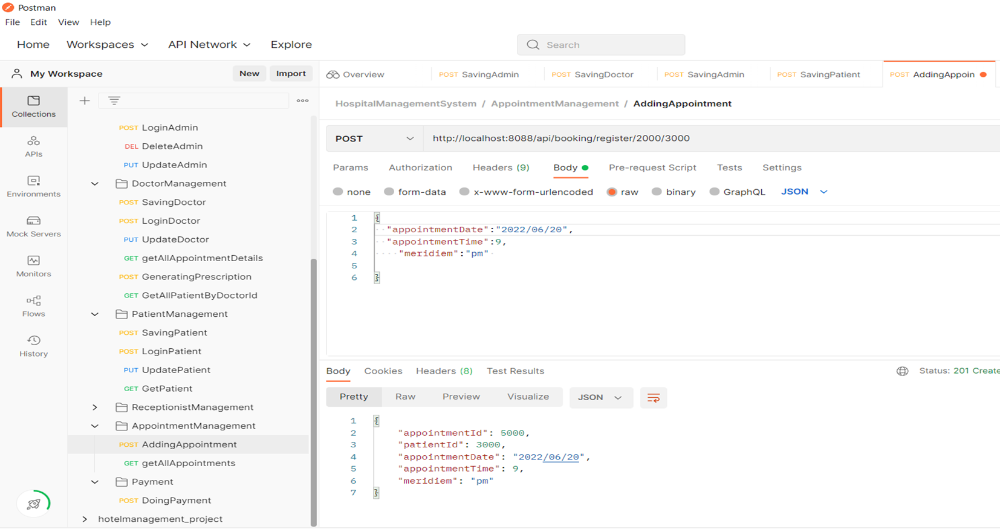 Postman
File Edit View Help
Home Workspaces API Network Explore
Search
My Workspace New Import
Overview POST SavingAdmin POST SavingDoctor POST SavingAdmin POST SavingPatient POST AddingAppoin
Collections
APIs
Environments
Mock Servers
Monitors
Flows
History
POST LoginAdmin
DEL DeleteAdmin
PUT UpdateAdmin
DoctorManagement
POST SavingDoctor
POST LoginDoctor
PUT UpdateDoctor
GET getAllAppointmentDetails
POST GeneratingPrescription
GET GetAllPatientByDoctorId
PatientManagement
POST SavingPatient
POST LoginPatient
PUT UpdatePatient
GET GetPatient
ReceptionistManagement
AppointmentManagement
POST AddingAppointment
GET getAllAppointments
Payment
POST DoingPayment
hotelmanagement_project
HospitalManagementSystem / AppointmentManagement / AddingAppointment
POST http://localhost:8088/api/booking/register/2000/3000
Params Authorization Headers (9) Body Pre-request Script Tests Settings
none form-data x-www-form-urlencoded raw binary GraphQL JSON
1 {
2 "appointmentDate":"2022/06/20",
3 "appointmentTime":9,
4 "meridiem":"pm"
5
6 }
Body Cookies Headers (8) Test Results Status: 201 Create
Pretty Raw Preview Visualize JSON
1 {
2 "appointmentId": 5000,
3 "patientId": 3000,
4 "appointmentDate": "2022/06/20",
5 "appointmentTime": 9,
6 "meridiem": "pm"
7 }